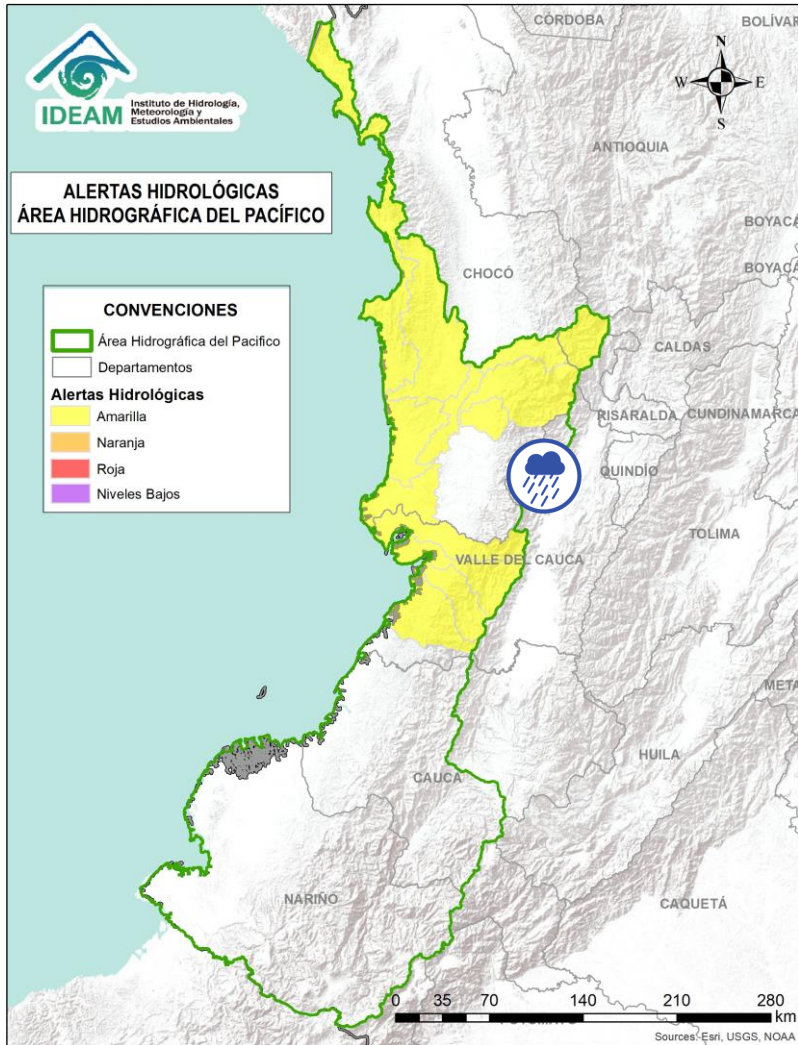 CÓRDOBA
BOLÍVAR
N
W
E
S
IDEAM
Instituto de Hidrología,
Meteorología y
Estudios Ambientales
ANTIOQUIA
ALERTAS HIDROLÓGICAS
ÁREA HIDROGRÁFICA DEL PACÍFICO
BOYACÁ
BOYACÁ
CHOCÓ
CONVENCIONES
Área Hidrográfica del Pacifico
Departamentos
Alertas Hidrológicas
Amarilla
Naranja
Roja
Niveles Bajos
CALDAS
RISARALDA
CUNDINAMARCA
QUINDÍO
TOLIMA
VALLE DEL CAUCA
META
HUILA
CAUCA
NARIÑO
CAQUETÁ
0 35 70 140 210 280
km
Sources: Esri, USGS, NOAA